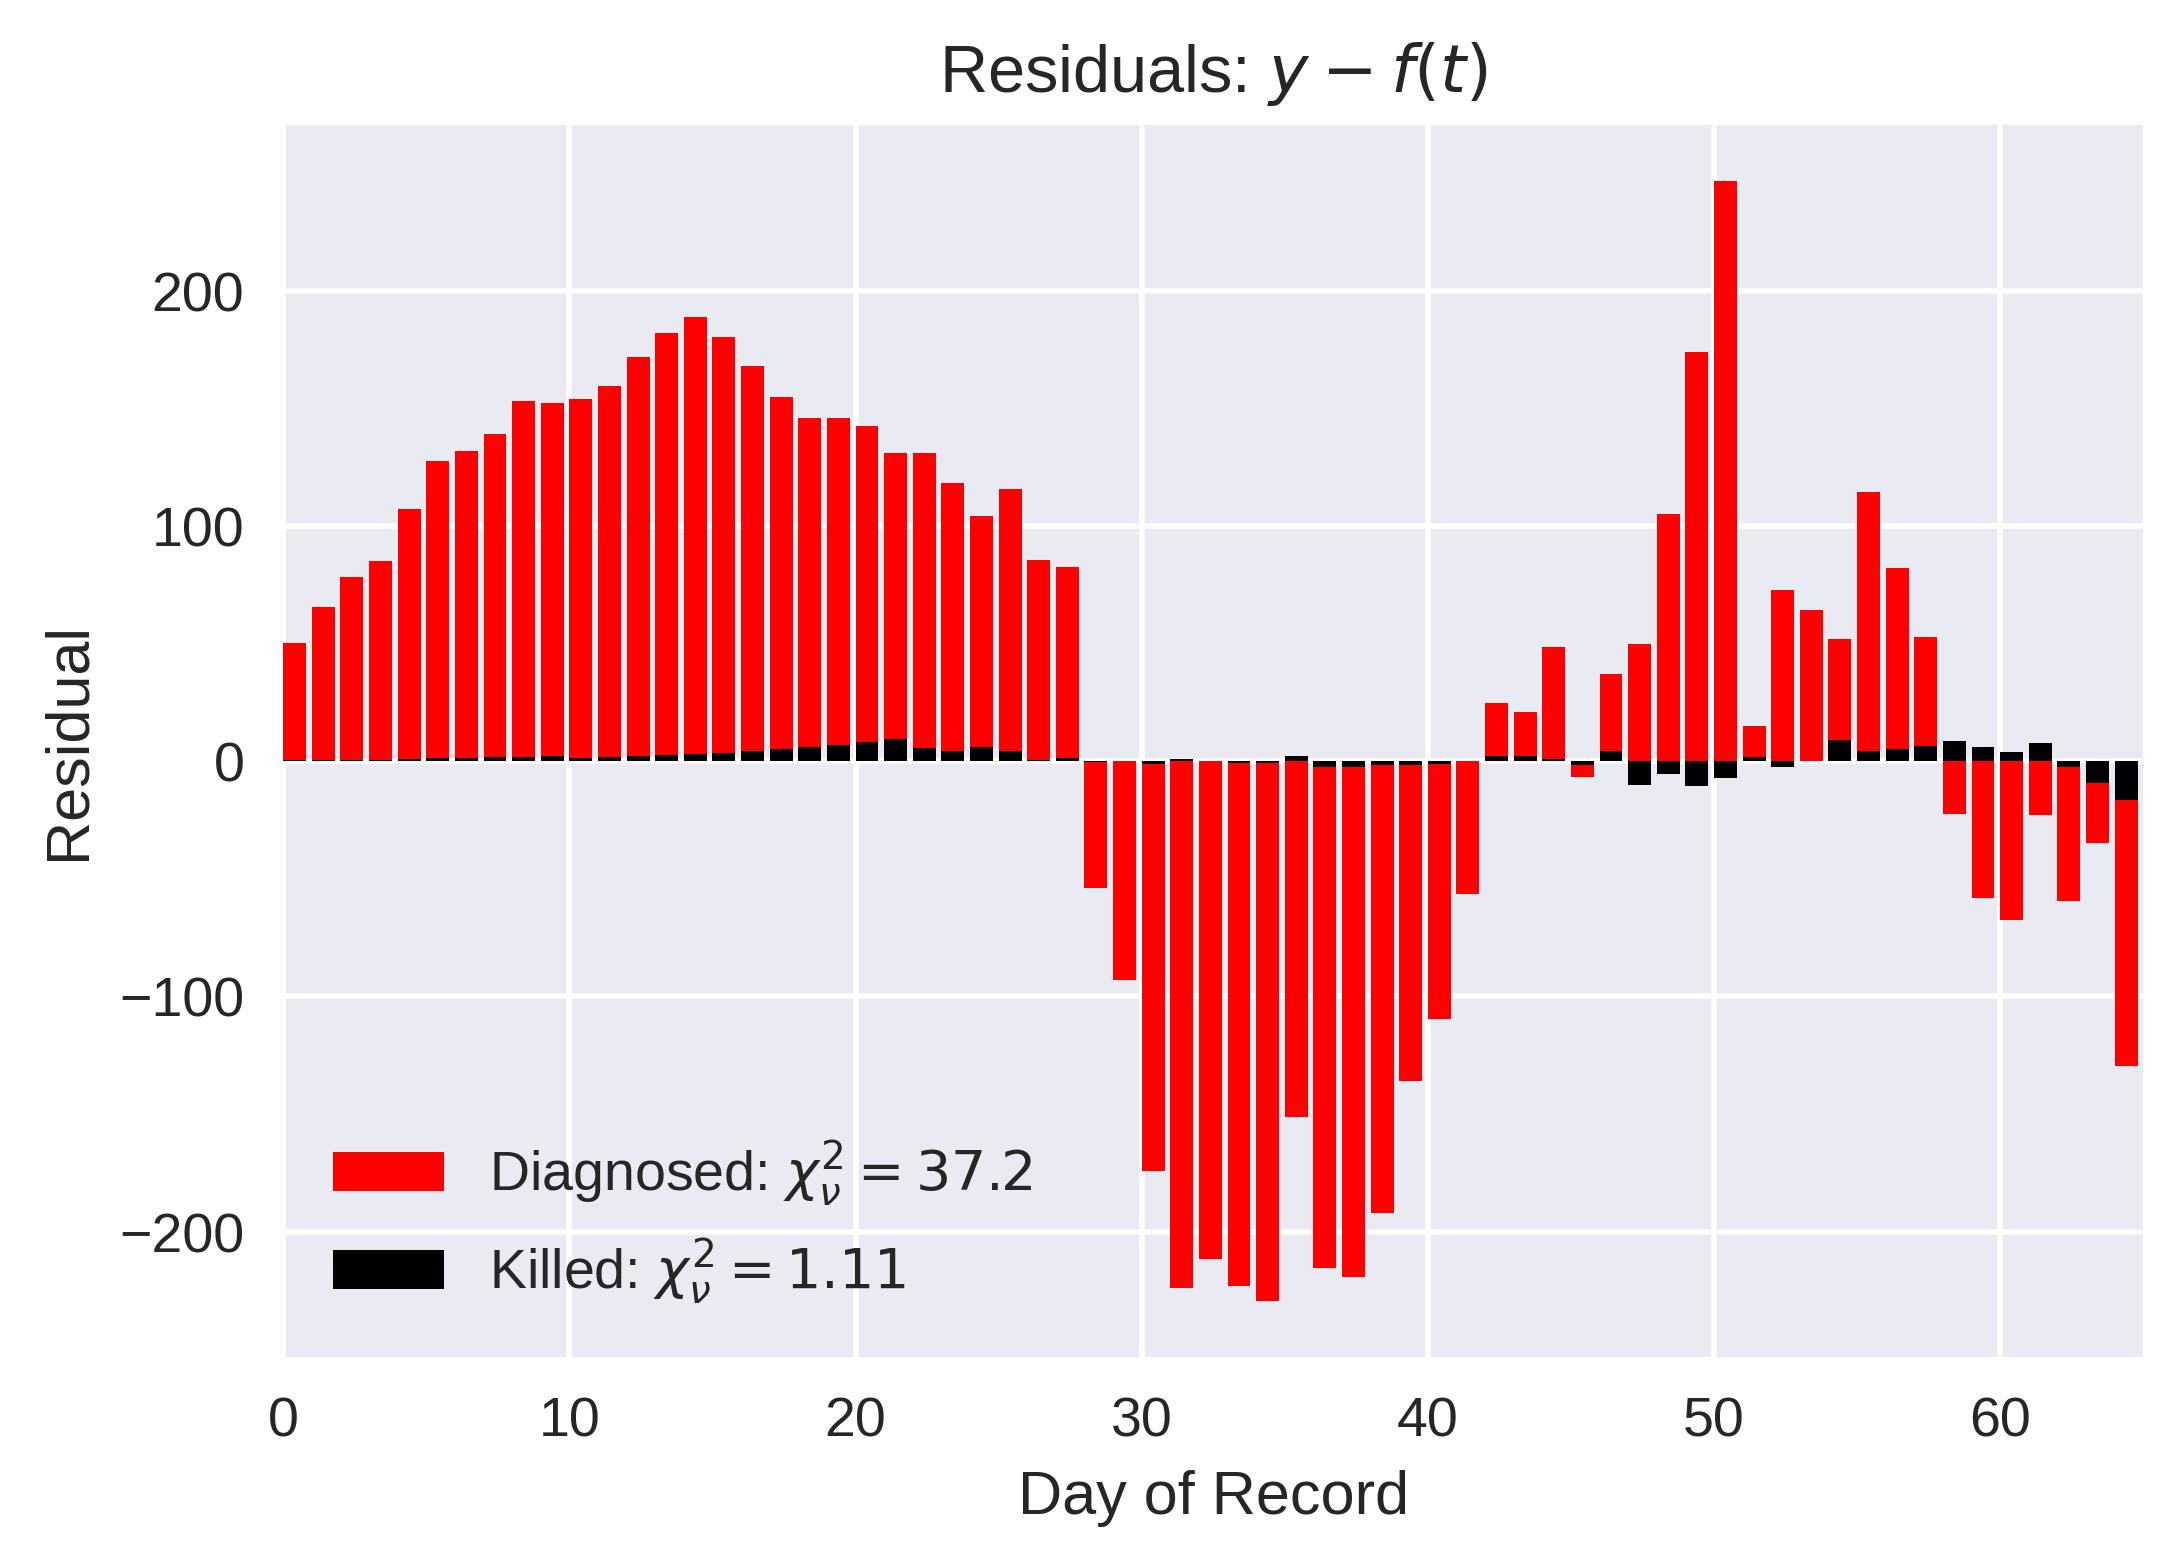 Residuals: y − f(t)
200
100
0
−100
−200
Residual
Diagnosed: χ²ᵥ = 37.2
Killed: χ²ᵥ = 1.11
0 10 20 30 40 50 60
Day of Record